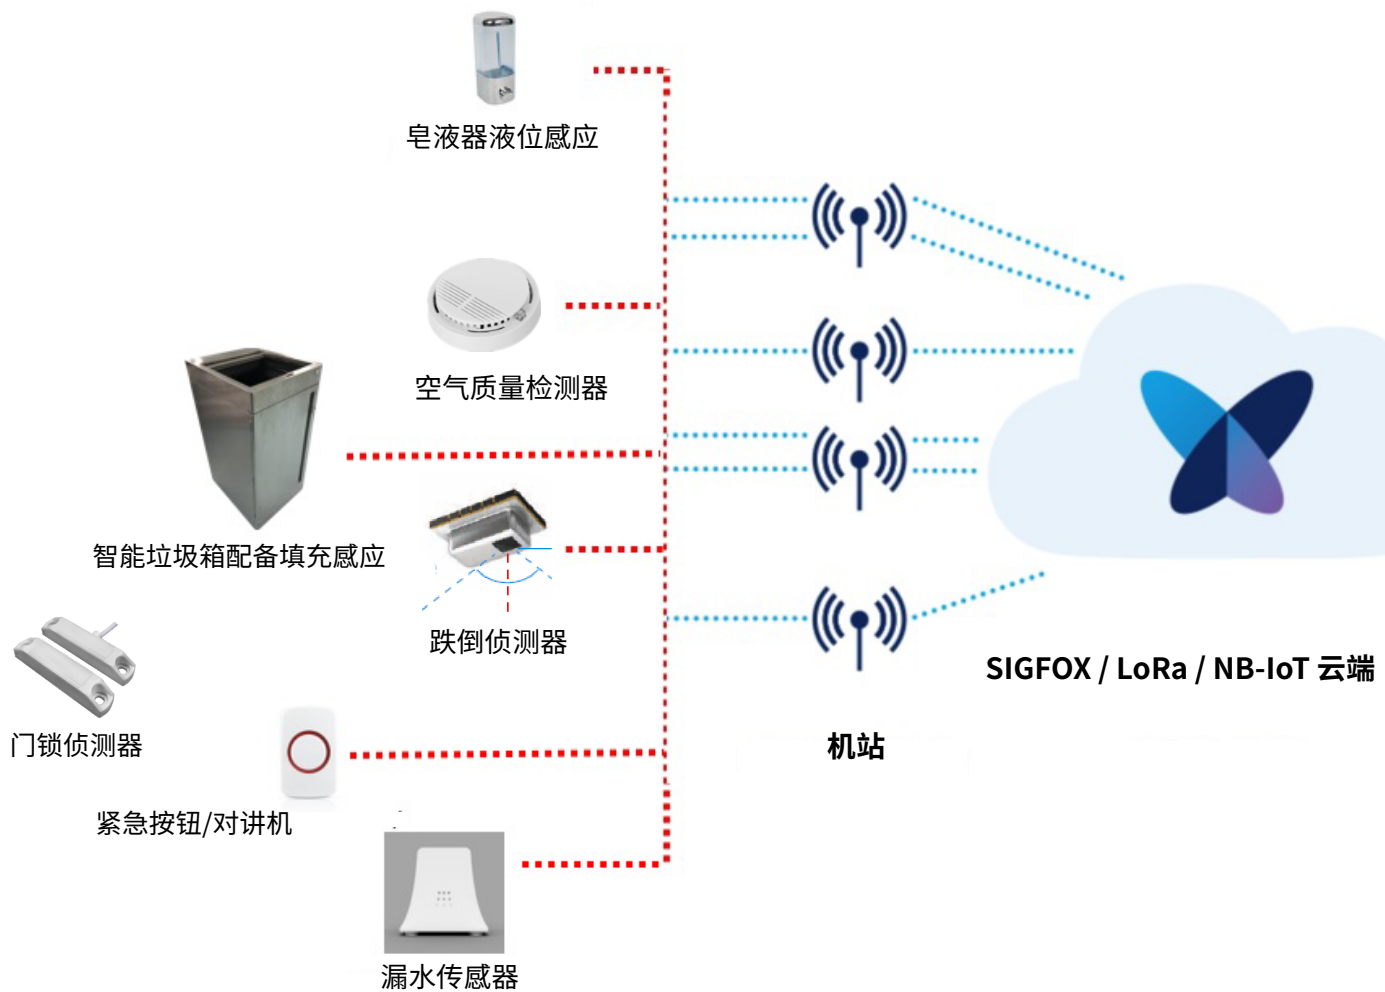 皂液器液位感应
空气质量检测器
智能垃圾箱配备填充感应
跌倒侦测器
门锁侦测器
紧急按钮/对讲机
漏水传感器
机站
SIGFOX / LoRa / NB-IoT 云端